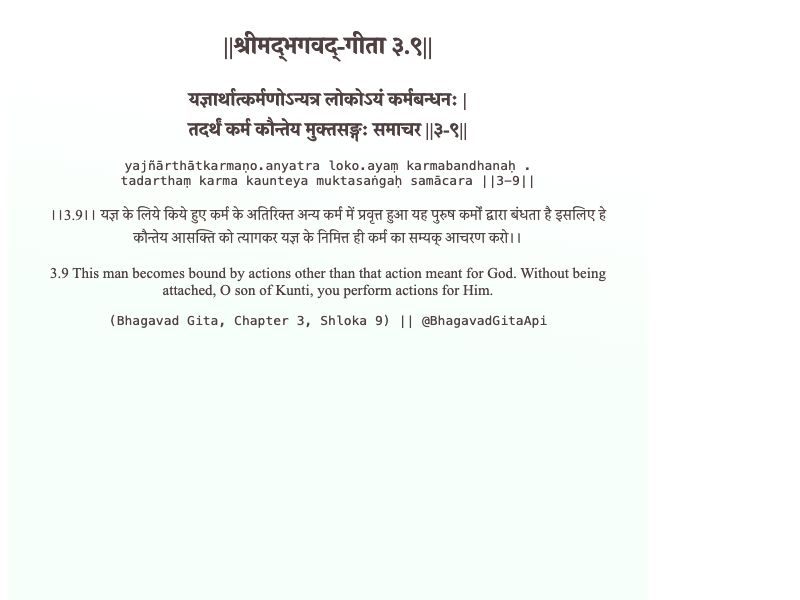 ||श्रीमद्‍भगवद्‍-गीता ३.९||
यज्ञार्थात्कर्मणोऽन्यत्र लोकोऽयं कर्मबन्धनः |
तदर्थं कर्म कौन्तेय मुक्तसङ्गः समाचर ||३-९||
yajñārthātkarmaṇo.anyatra loko.ayaṃ karmabandhanaḥ .
tadarthaṃ karma kaunteya muktasaṅgaḥ samācara ||3-9||
।।3.9।। यज्ञ के लिये किये हुए कर्म के अतिरिक्त अन्य कर्म में प्रवृत्त हुआ यह पुरुष कर्मों द्वारा बंधता है इसलिए हे
कौन्तेय आसक्ति को त्यागकर यज्ञ के निमित्त ही कर्म का सम्यक् आचरण करो।।
3.9 This man becomes bound by actions other than that action meant for God. Without being
attached, O son of Kunti, you perform actions for Him.
(Bhagavad Gita, Chapter 3, Shloka 9) || @BhagavadGitaApi